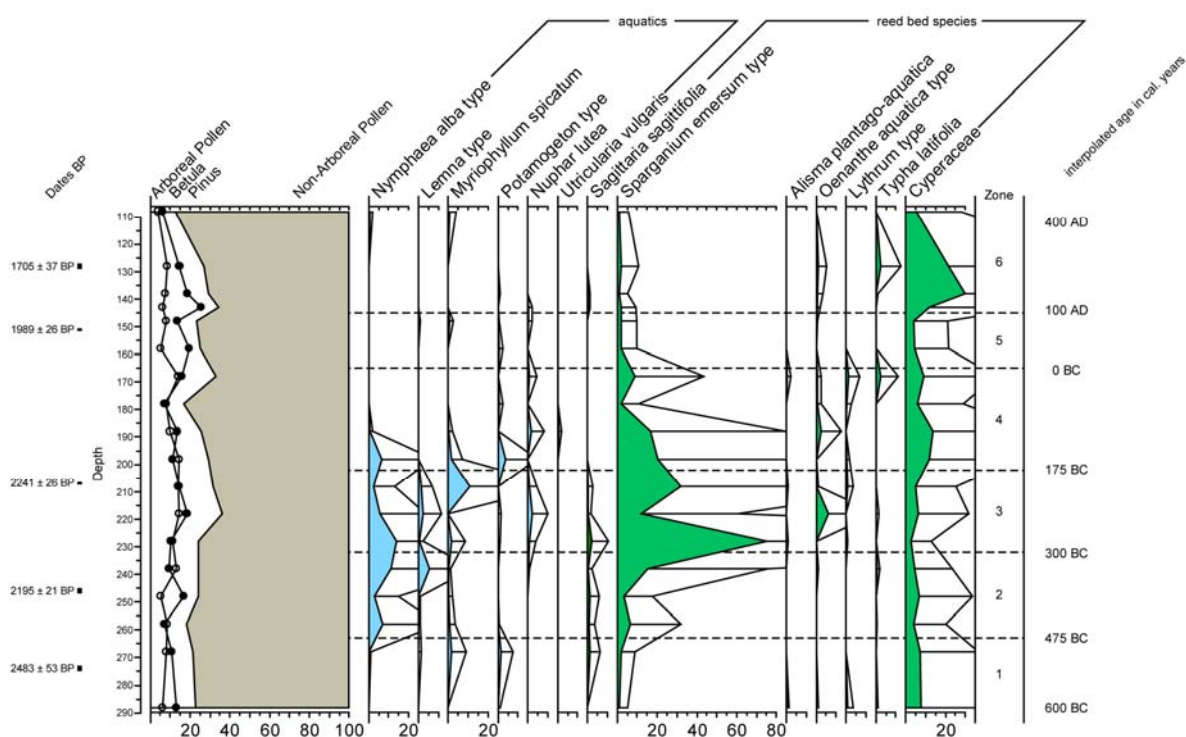 aquatics
reed bed species
Dates BP
Arboreal Pollen
Betula
Pinus
Non-Arboreal Pollen
Nymphaea alba type
Lemna type
Myriophyllum spicatum
Potamogeton type
Nuphar lutea
Utricularia vulgaris
Sagittaria sagittifolia
Sparganium emersum type
Alisma plantago-aquatica
Oenanthe aquatica type
Lythrum type
Typha latifolia
Cyperaceae
interpolated age in cal. years
Zone
Depth
110
120
130
140
150
160
170
180
190
200
210
220
230
240
250
260
270
280
290
1705 ± 37 BP
1989 ± 26 BP
2241 ± 26 BP
2195 ± 21 BP
2483 ± 53 BP
6
5
4
3
2
1
400 AD
100 AD
0 BC
175 BC
300 BC
475 BC
600 BC
0 20 40 60 80 100 20 20 20 20 40 60 80 20